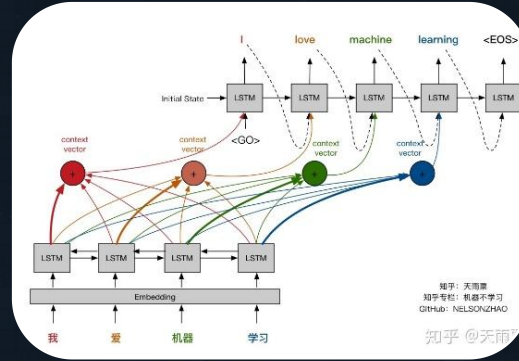 I love machine learning <EOS>
Initial State LSTM LSTM LSTM LSTM LSTM
<GO>
context vector context vector context vector context vector
+ + + +
LSTM LSTM LSTM LSTM
Embedding
我 爱 机器 学习
知乎：天雨粟
知乎专栏：机器不学习
GitHub：NELSONZHAO
知乎 @天雨